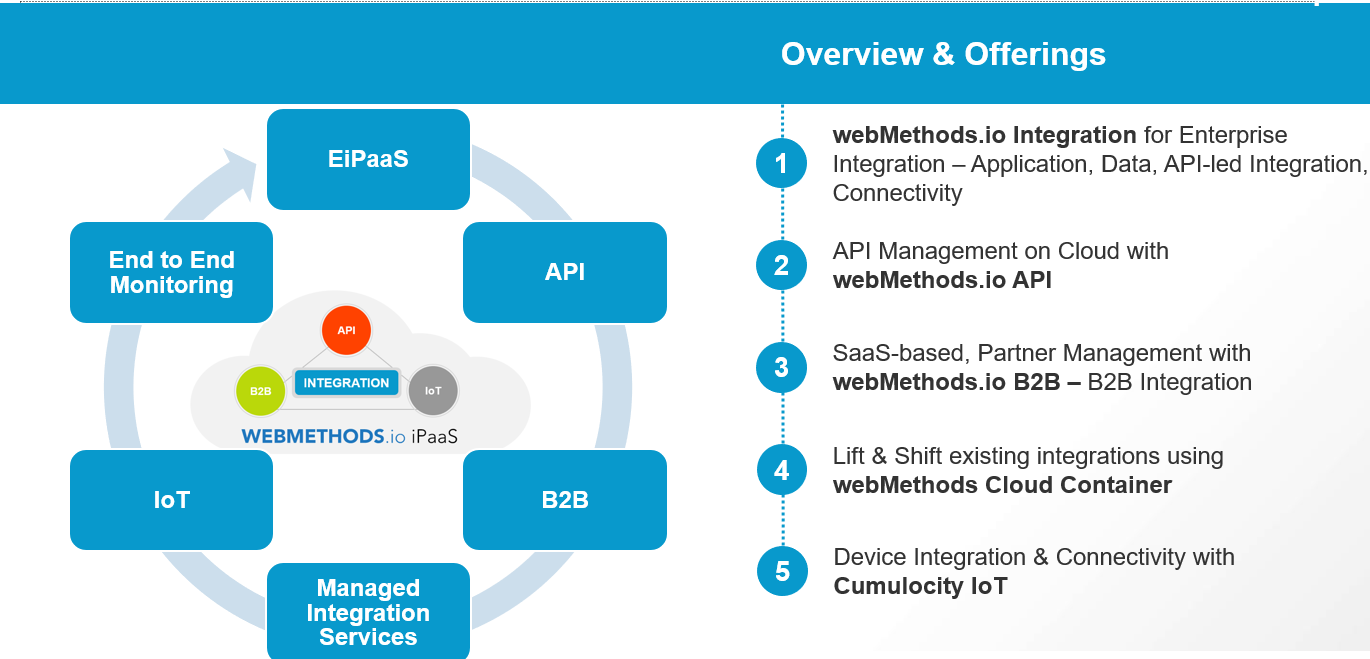 Overview & Offerings
EiPaaS
API
B2B
Managed
Integration
Services
IoT
End to End
Monitoring
API
B2B
INTEGRATION
IoT
WEBMETHODS.io iPaaS
1
webMethods.io Integration for Enterprise
Integration – Application, Data, API-led Integration,
Connectivity
2
API Management on Cloud with
webMethods.io API
3
SaaS-based, Partner Management with
webMethods.io B2B – B2B Integration
4
Lift & Shift existing integrations using
webMethods Cloud Container
5
Device Integration & Connectivity with
Cumulocity IoT